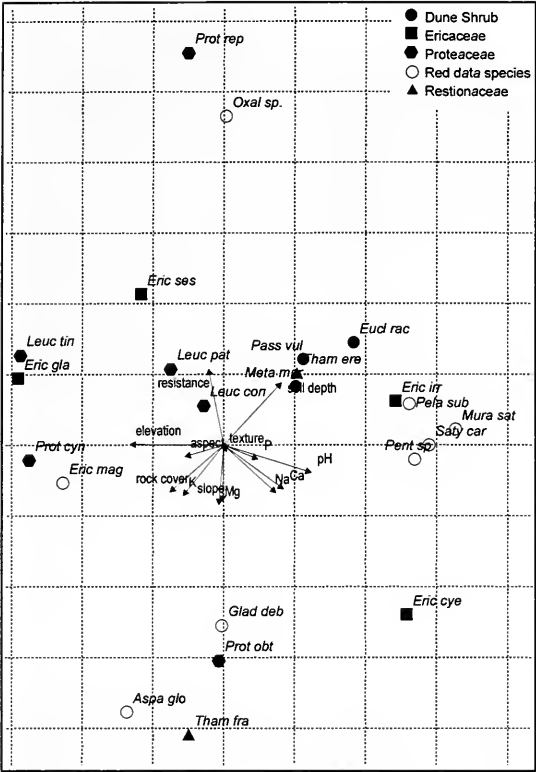 Prot rep
Dune Shrub
Ericaceae
Proteaceae
Red data species
Restionaceae
Oxal sp.
Eric ses
Eucl rac
Leuc tin
Pass vul
Tham ere
Leuc pat
Eric gla
Meta mur
resistance
soil depth
Leuc con
Eric irr
Pela sub
Mura sat
elevation
Saty car
aspect
texture
P
Pent sp.
Prot cyn
pH
Eric mag
rock cover
K
slope
Mg
Na
Ca
Eric cye
Glad deb
Prot obt
Aspa glo
Tham fra